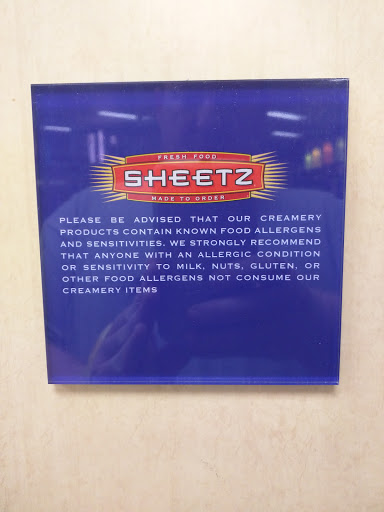 FRESH FOOD
SHEETZ
MADE TO ORDER
PLEASE BE ADVISED THAT OUR CREAMERY
PRODUCTS CONTAIN KNOWN FOOD ALLERGENS
AND SENSITIVITIES. WE STRONGLY RECOMMEND
THAT ANYONE WITH AN ALLERGIC CONDITION
OR SENSITIVITY TO MILK, NUTS, GLUTEN, OR
OTHER FOOD ALLERGENS NOT CONSUME OUR
CREAMERY ITEMS